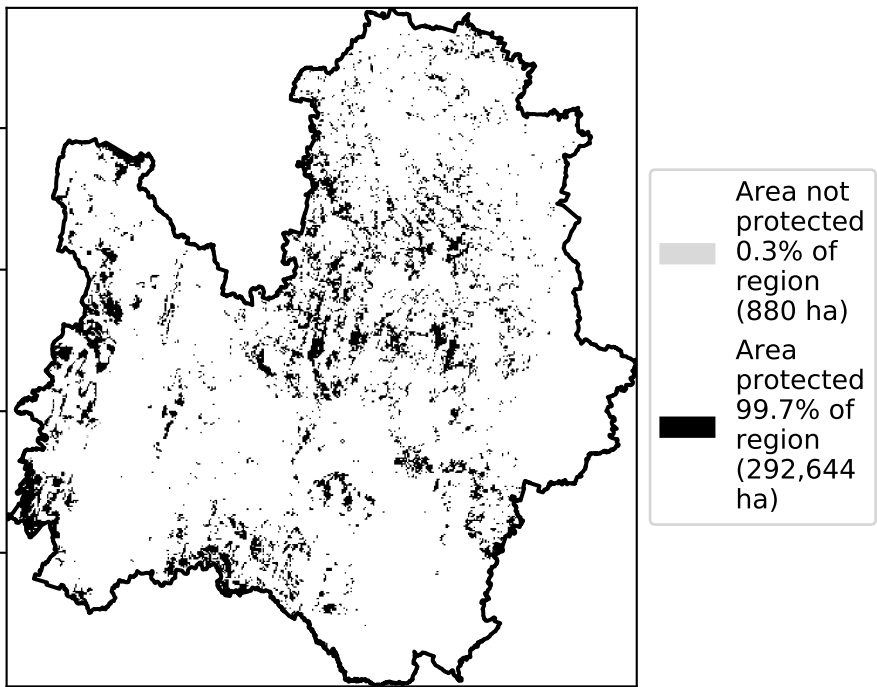 Area not
protected
0.3% of
region
(880 ha)
Area
protected
99.7% of
region
(292,644
ha)